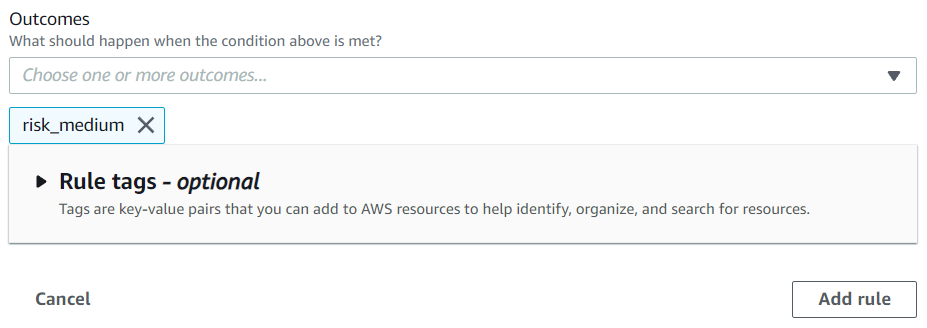 Outcomes
What should happen when the condition above is met?
Choose one or more outcomes...
risk_medium
Rule tags - optional
Tags are key-value pairs that you can add to AWS resources to help identify, organize, and search for resources.
Cancel
Add rule